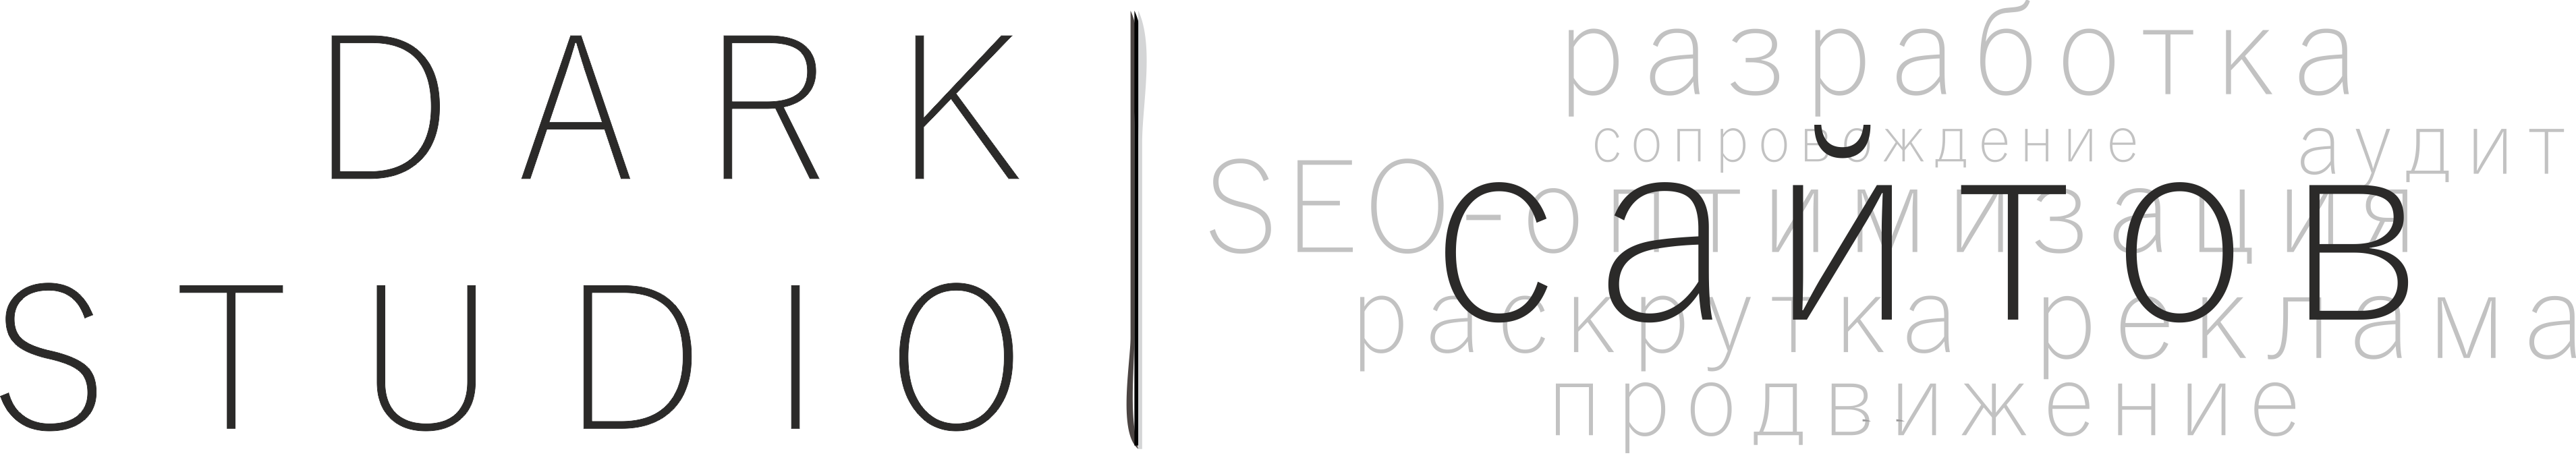 DARK
STUDIO
разработка
сопровождение
аудит
SEO-оптимизация
сайтов
раскрутка
реклама
продвижение